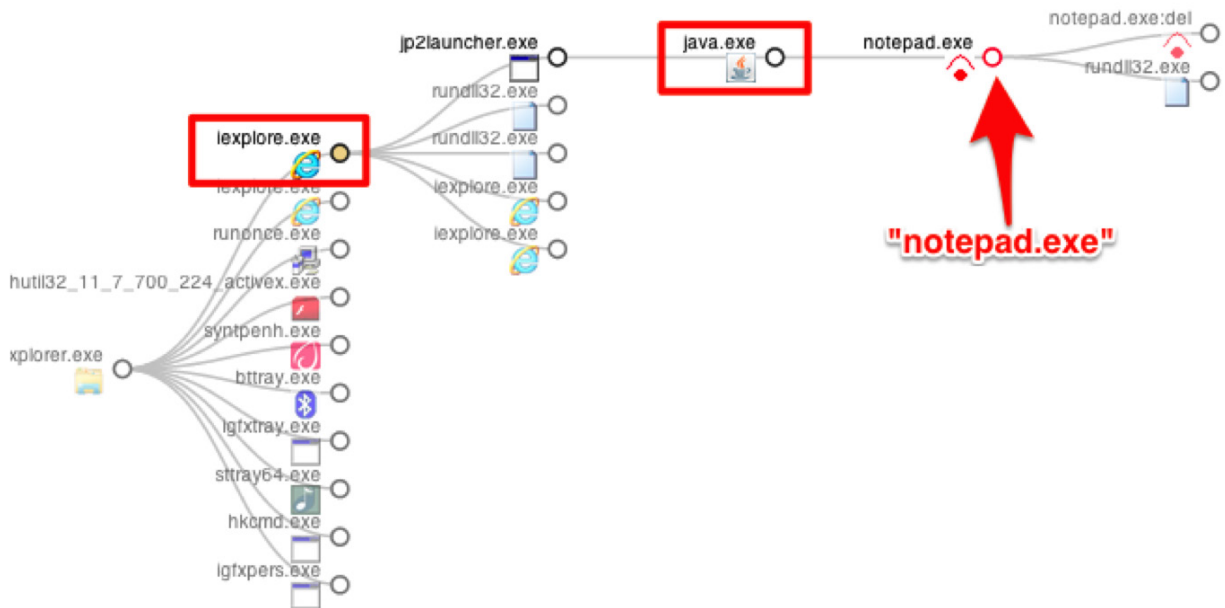 notepad.exe:del
jp2launcher.exe
java.exe
notepad.exe
rundll32.exe
rundll32.exe
iexplore.exe
rundll32.exe
iexplore.exe
iexplore.exe
runonce.exe
iexplore.exe
"notepad.exe"
hutil32_11_7_700_224_activex.exe
syntpenh.exe
xplorer.exe
bttray.exe
igfxtray.exe
sttray64.exe
hkcmd.exe
igfxpers.exe